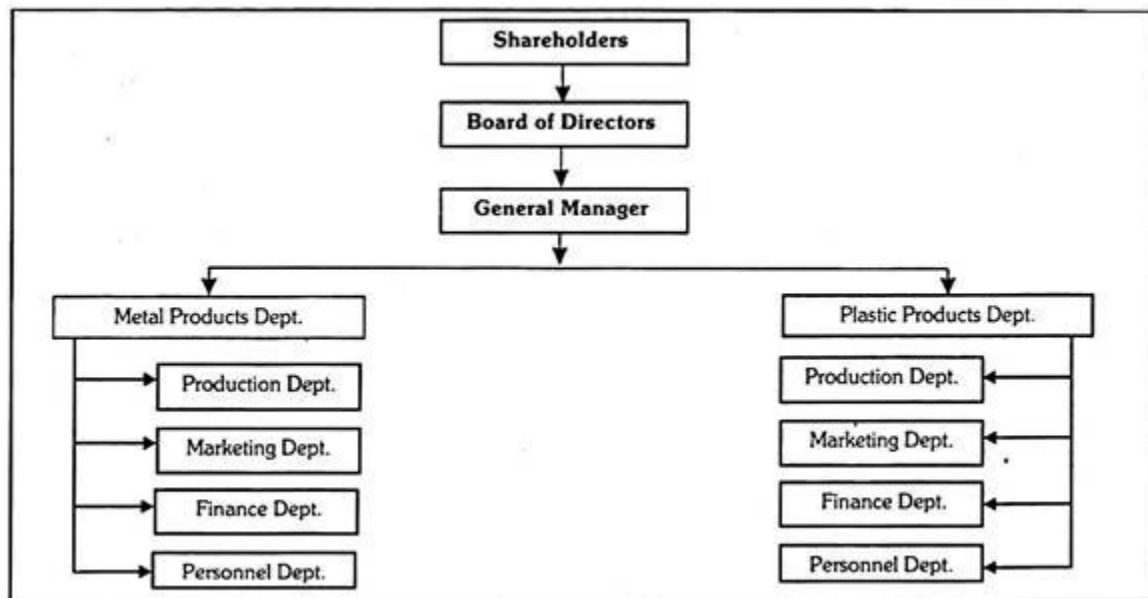 Shareholders
Board of Directors
General Manager
Metal Products Dept.
Production Dept.
Marketing Dept.
Finance Dept.
Personnel Dept.
Plastic Products Dept.
Production Dept.
Marketing Dept.
Finance Dept.
Personnel Dept.